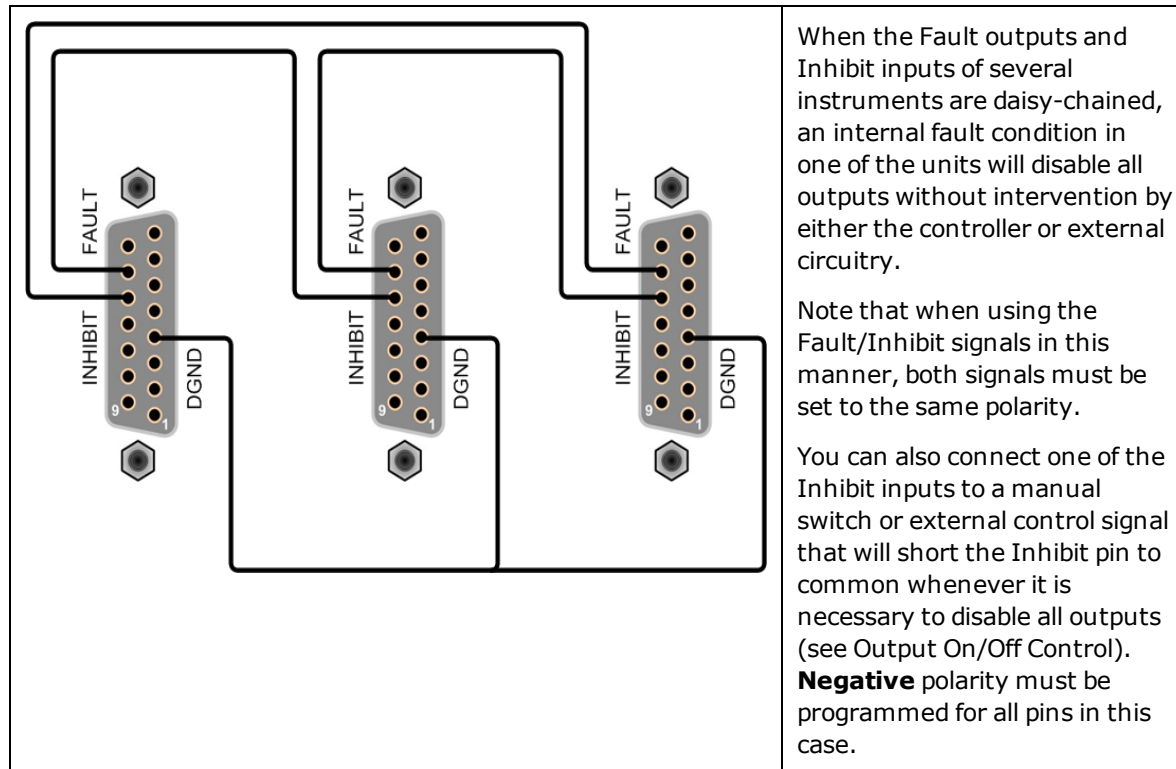 FAULT
INHIBIT
DGND
9
1
FAULT
INHIBIT
DGND
9
1
FAULT
INHIBIT
DGND
9
1
When the Fault outputs and
Inhibit inputs of several
instruments are daisy-chained,
an internal fault condition in
one of the units will disable all
outputs without intervention by
either the controller or external
circuitry.
Note that when using the
Fault/Inhibit signals in this
manner, both signals must be
set to the same polarity.
You can also connect one of the
Inhibit inputs to a manual
switch or external control signal
that will short the Inhibit pin to
common whenever it is
necessary to disable all outputs
(see Output On/Off Control).
Negative polarity must be
programmed for all pins in this
case.